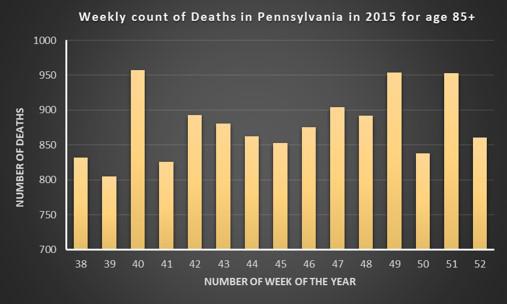 Weekly count of Deaths in Pennsylvania in 2015 for age 85+
1000
950
900
850
800
750
700
NUMBER OF DEATHS
38 39 40 41 42 43 44 45 46 47 48 49 50 51 52
NUMBER OF WEEK OF THE YEAR